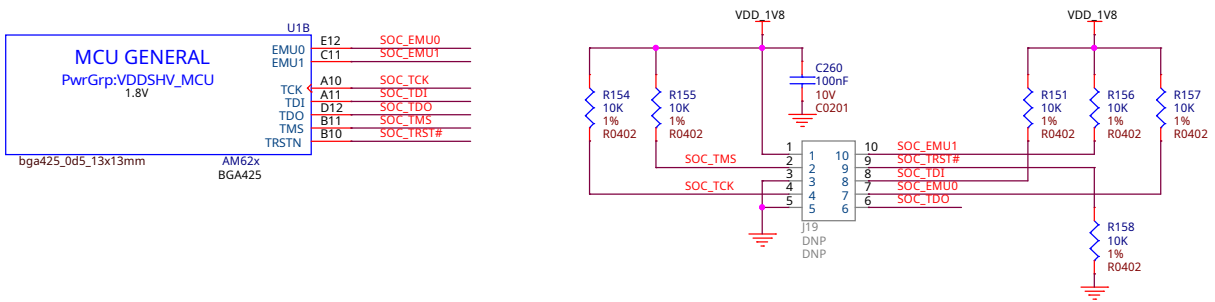 U1B
MCU GENERAL
PwrGrp:VDDSHV_MCU
1.8V
EMU0
EMU1
TCK
TDI
TDO
TMS
TRSTN
E12
C11
A10
A11
D12
B11
B10
SOC_EMU0
SOC_EMU1
SOC_TCK
SOC_TDI
SOC_TDO
SOC_TMS
SOC_TRST#
bga425_0d5_13x13mm
AM62x
BGA425
VDD_1V8
R154
10K
1%
R0402
R155
10K
1%
R0402
C260
100nF
10V
C0201
VDD_1V8
R151
10K
1%
R0402
R156
10K
1%
R0402
R157
10K
1%
R0402
SOC_TMS
SOC_TCK
1
2
3
4
5
1
2
3
4
5
10
9
8
7
6
10
9
8
7
6
SOC_EMU1
SOC_TRST#
SOC_TDI
SOC_EMU0
SOC_TDO
J19
DNP
DNP
R158
10K
1%
R0402